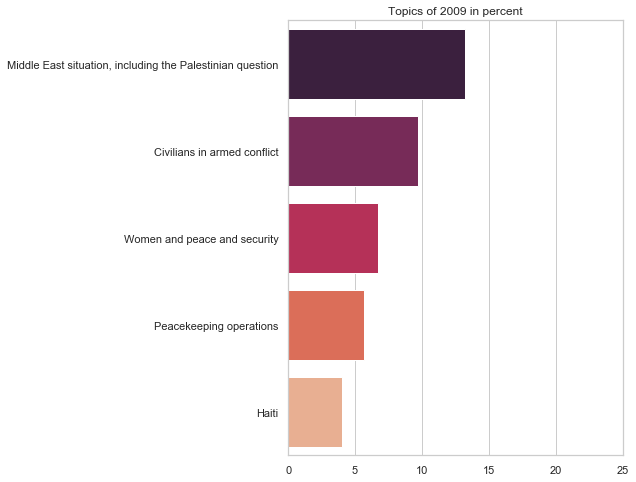 Topics of 2009 in percent
Middle East situation, including the Palestinian question
Civilians in armed conflict
Women and peace and security
Peacekeeping operations
Haiti
0 5 10 15 20 25